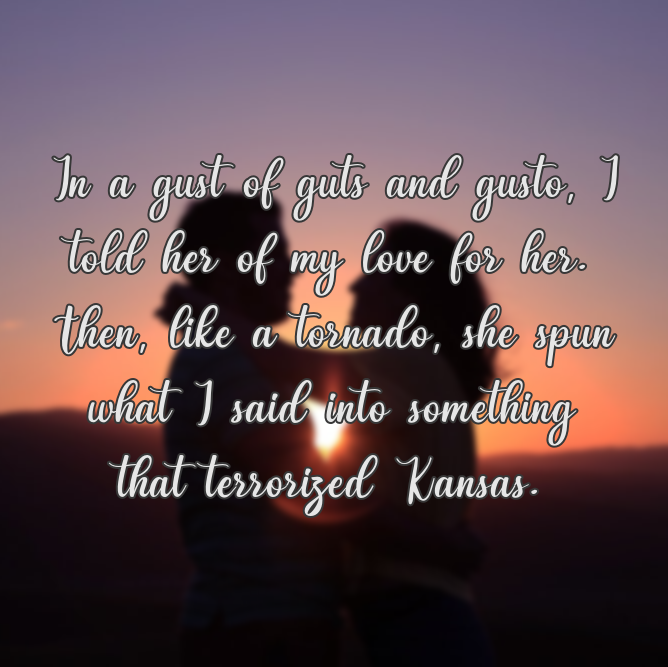 In a gust of guts and gusto, I
told her of my love for her.
Then, like a tornado, she spun
what I said into something
that terrorized Kansas.